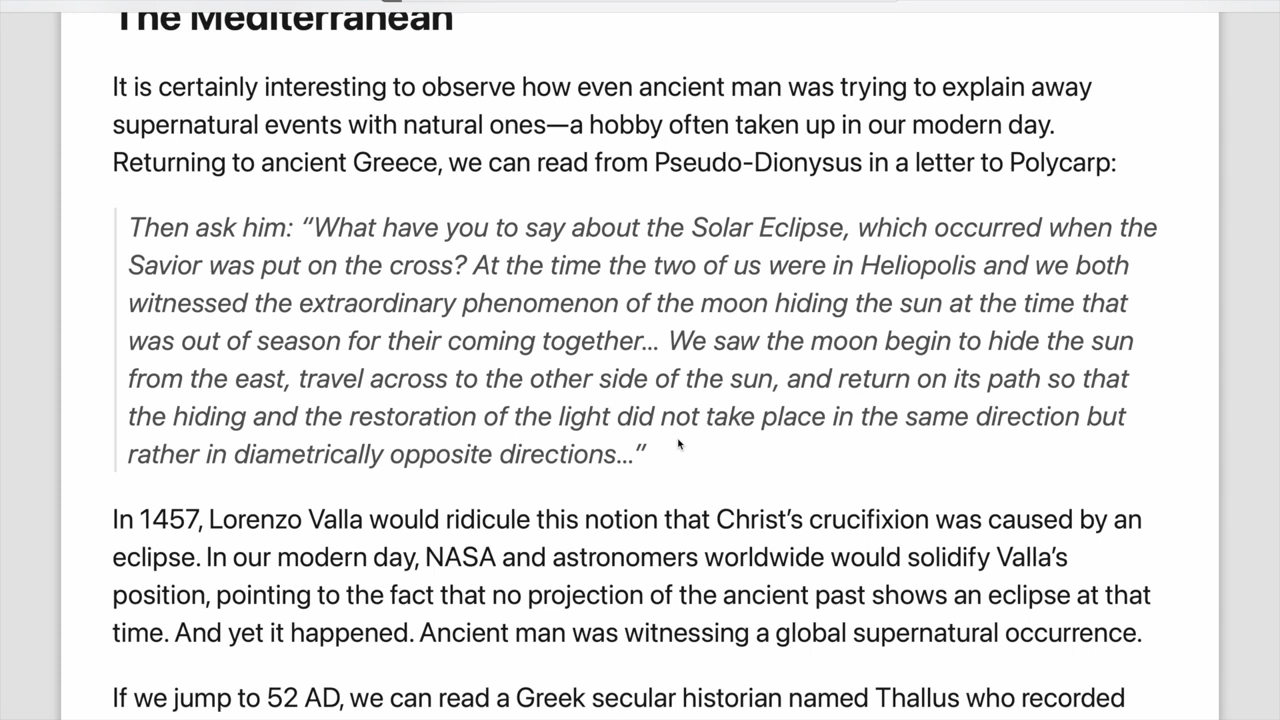 The Mediterranean
It is certainly interesting to observe how even ancient man was trying to explain away
supernatural events with natural ones—a hobby often taken up in our modern day.
Returning to ancient Greece, we can read from Pseudo-Dionysus in a letter to Polycarp:
Then ask him: “What have you to say about the Solar Eclipse, which occurred when the
Savior was put on the cross? At the time the two of us were in Heliopolis and we both
witnessed the extraordinary phenomenon of the moon hiding the sun at the time that
was out of season for their coming together... We saw the moon begin to hide the sun
from the east, travel across to the other side of the sun, and return on its path so that
the hiding and the restoration of the light did not take place in the same direction but
rather in diametrically opposite directions...”
In 1457, Lorenzo Valla would ridicule this notion that Christ’s crucifixion was caused by an
eclipse. In our modern day, NASA and astronomers worldwide would solidify Valla’s
position, pointing to the fact that no projection of the ancient past shows an eclipse at that
time. And yet it happened. Ancient man was witnessing a global supernatural occurrence.
If we jump to 52 AD, we can read a Greek secular historian named Thallus who recorded